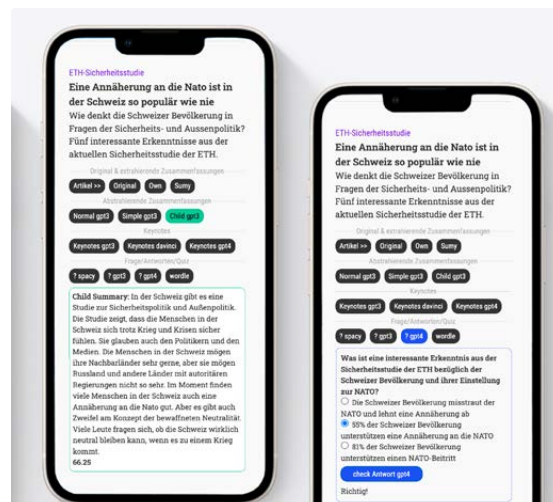 ETH-Sicherheitsstudie
Eine Annäherung an die Nato ist in
der Schweiz so populär wie nie
Wie denkt die Schweizer Bevölkerung in
Fragen der Sicherheits- und Aussenpolitik?
Fünf interessante Erkenntnisse aus der
aktuellen Sicherheitsstudie der ETH.
Original & extrahierende Zusammenfassungen
Artikel >> Original Own Sumy
Abstrahierende Zusammenfassungen
Normal gpt3 Simple gpt3 Child gpt3
Keynotes
Keynotes gpt3 Keynotes davinci Keynotes gpt4
Frage/Antworten/Quiz
? spacy ? gpt3 ? gpt4 wordle
Child Summary: In der Schweiz gibt es eine
Studie zur Sicherheitspolitik und Außenpolitik.
Die Studie zeigt, dass die Menschen in der
Schweiz sich trotz Krieg und Krisen sicher
fühlen. Sie glauben auch den Politikern und den
Medien. Die Menschen in der Schweiz mögen
ihre Nachbarländer sehr gerne, aber sie mögen
Russland und andere Länder mit autoritären
Regierungen nicht so sehr. Im Moment finden
viele Menschen in der Schweiz auch eine
Annäherung an die Nato gut. Aber es gibt auch
Zweifel am Konzept der bewaffneten Neutralität.
Viele Leute fragen sich, ob die Schweiz wirklich
neutral bleiben kann, wenn es zu einem Krieg
kommt.
66.25
ETH-Sicherheitsstudie
Eine Annäherung an die Nato ist in
der Schweiz so populär wie nie
Wie denkt die Schweizer Bevölkerung in
Fragen der Sicherheits- und Aussenpolitik?
Fünf interessante Erkenntnisse aus der
aktuellen Sicherheitsstudie der ETH.
Original & extrahierende Zusammenfassungen
Artikel >> Original Own Sumy
Abstrahierende Zusammenfassungen
Normal gpt3 Simple gpt3 Child gpt3
Keynotes
Keynotes gpt3 Keynotes davinci Keynotes gpt4
Frage/Antworten/Quiz
? spacy ? gpt3 ? gpt4 wordle
Was ist eine interessante Erkenntnis aus der
Sicherheitsstudie der ETH bezüglich der
Schweizer Bevölkerung und ihrer Einstellung
zur NATO?
Die Schweizer Bevölkerung misstraut der
NATO und lehnt eine Annäherung ab
55% der Schweizer Bevölkerung
unterstützen eine Annäherung an die NATO
81% der Schweizer Bevölkerung
unterstützen einen NATO-Beitritt
check Antwort gpt4
Richtig!